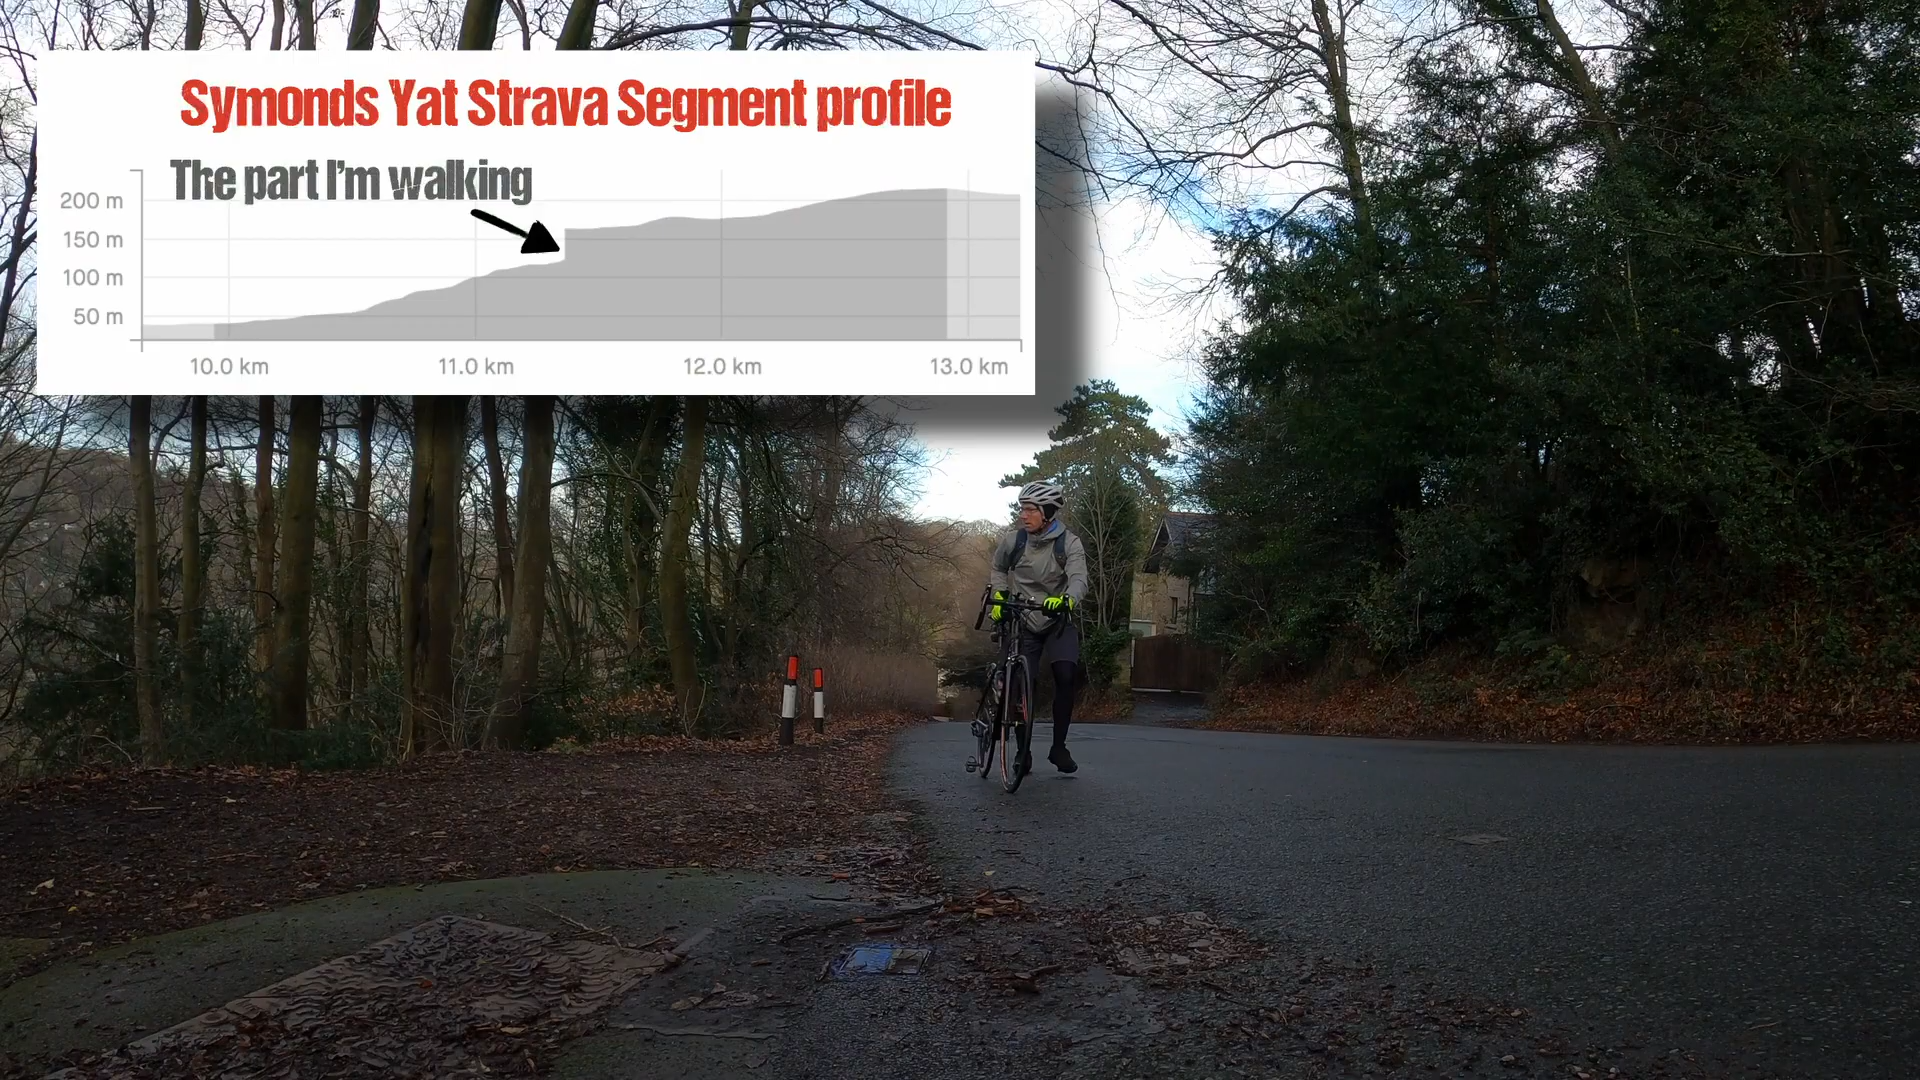 Symonds Yat Strava Segment profile
The part I'm walking
200 m
150 m
100 m
50 m
10.0 km
11.0 km
12.0 km
13.0 km